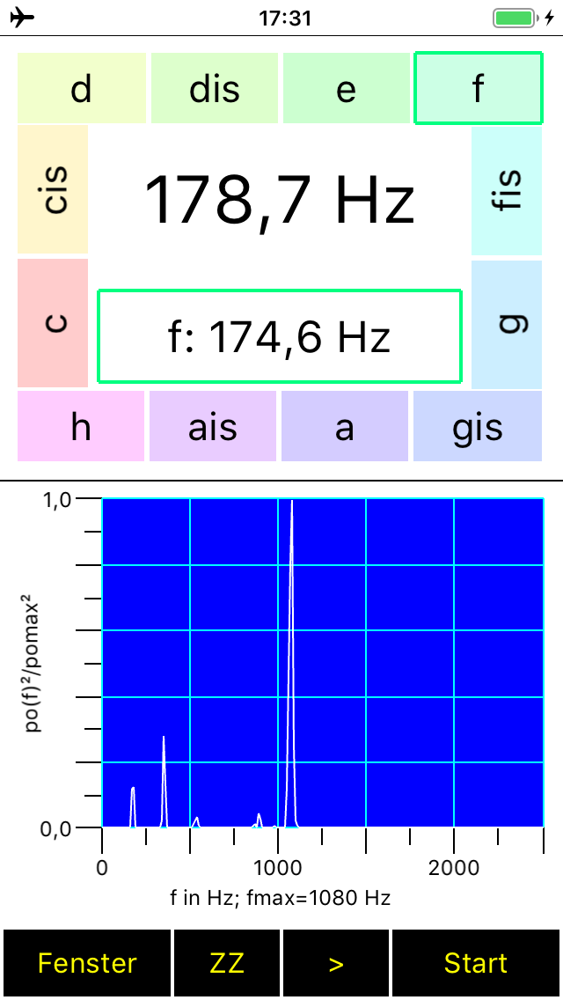 17:31
d dis e f
cis
178,7 Hz
fis
c
f: 174,6 Hz
g
h ais a gis
1,0
po(f)²/pomax²
0,0
0 1000 2000
f in Hz; fmax=1080 Hz
Fenster ZZ > Start